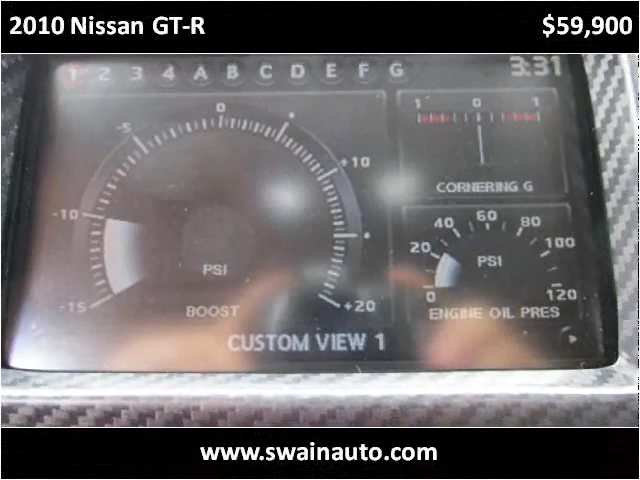 2010 Nissan GT-R $59,900
1 2 3 4 A B C D E F G 3:31
0
-5
+10
-10
-15
+20
PSI
BOOST
1 0 1
CORNERING G
0 20 40 60 80 100 120
PSI
ENGINE OIL PRES
CUSTOM VIEW 1
www.swainauto.com